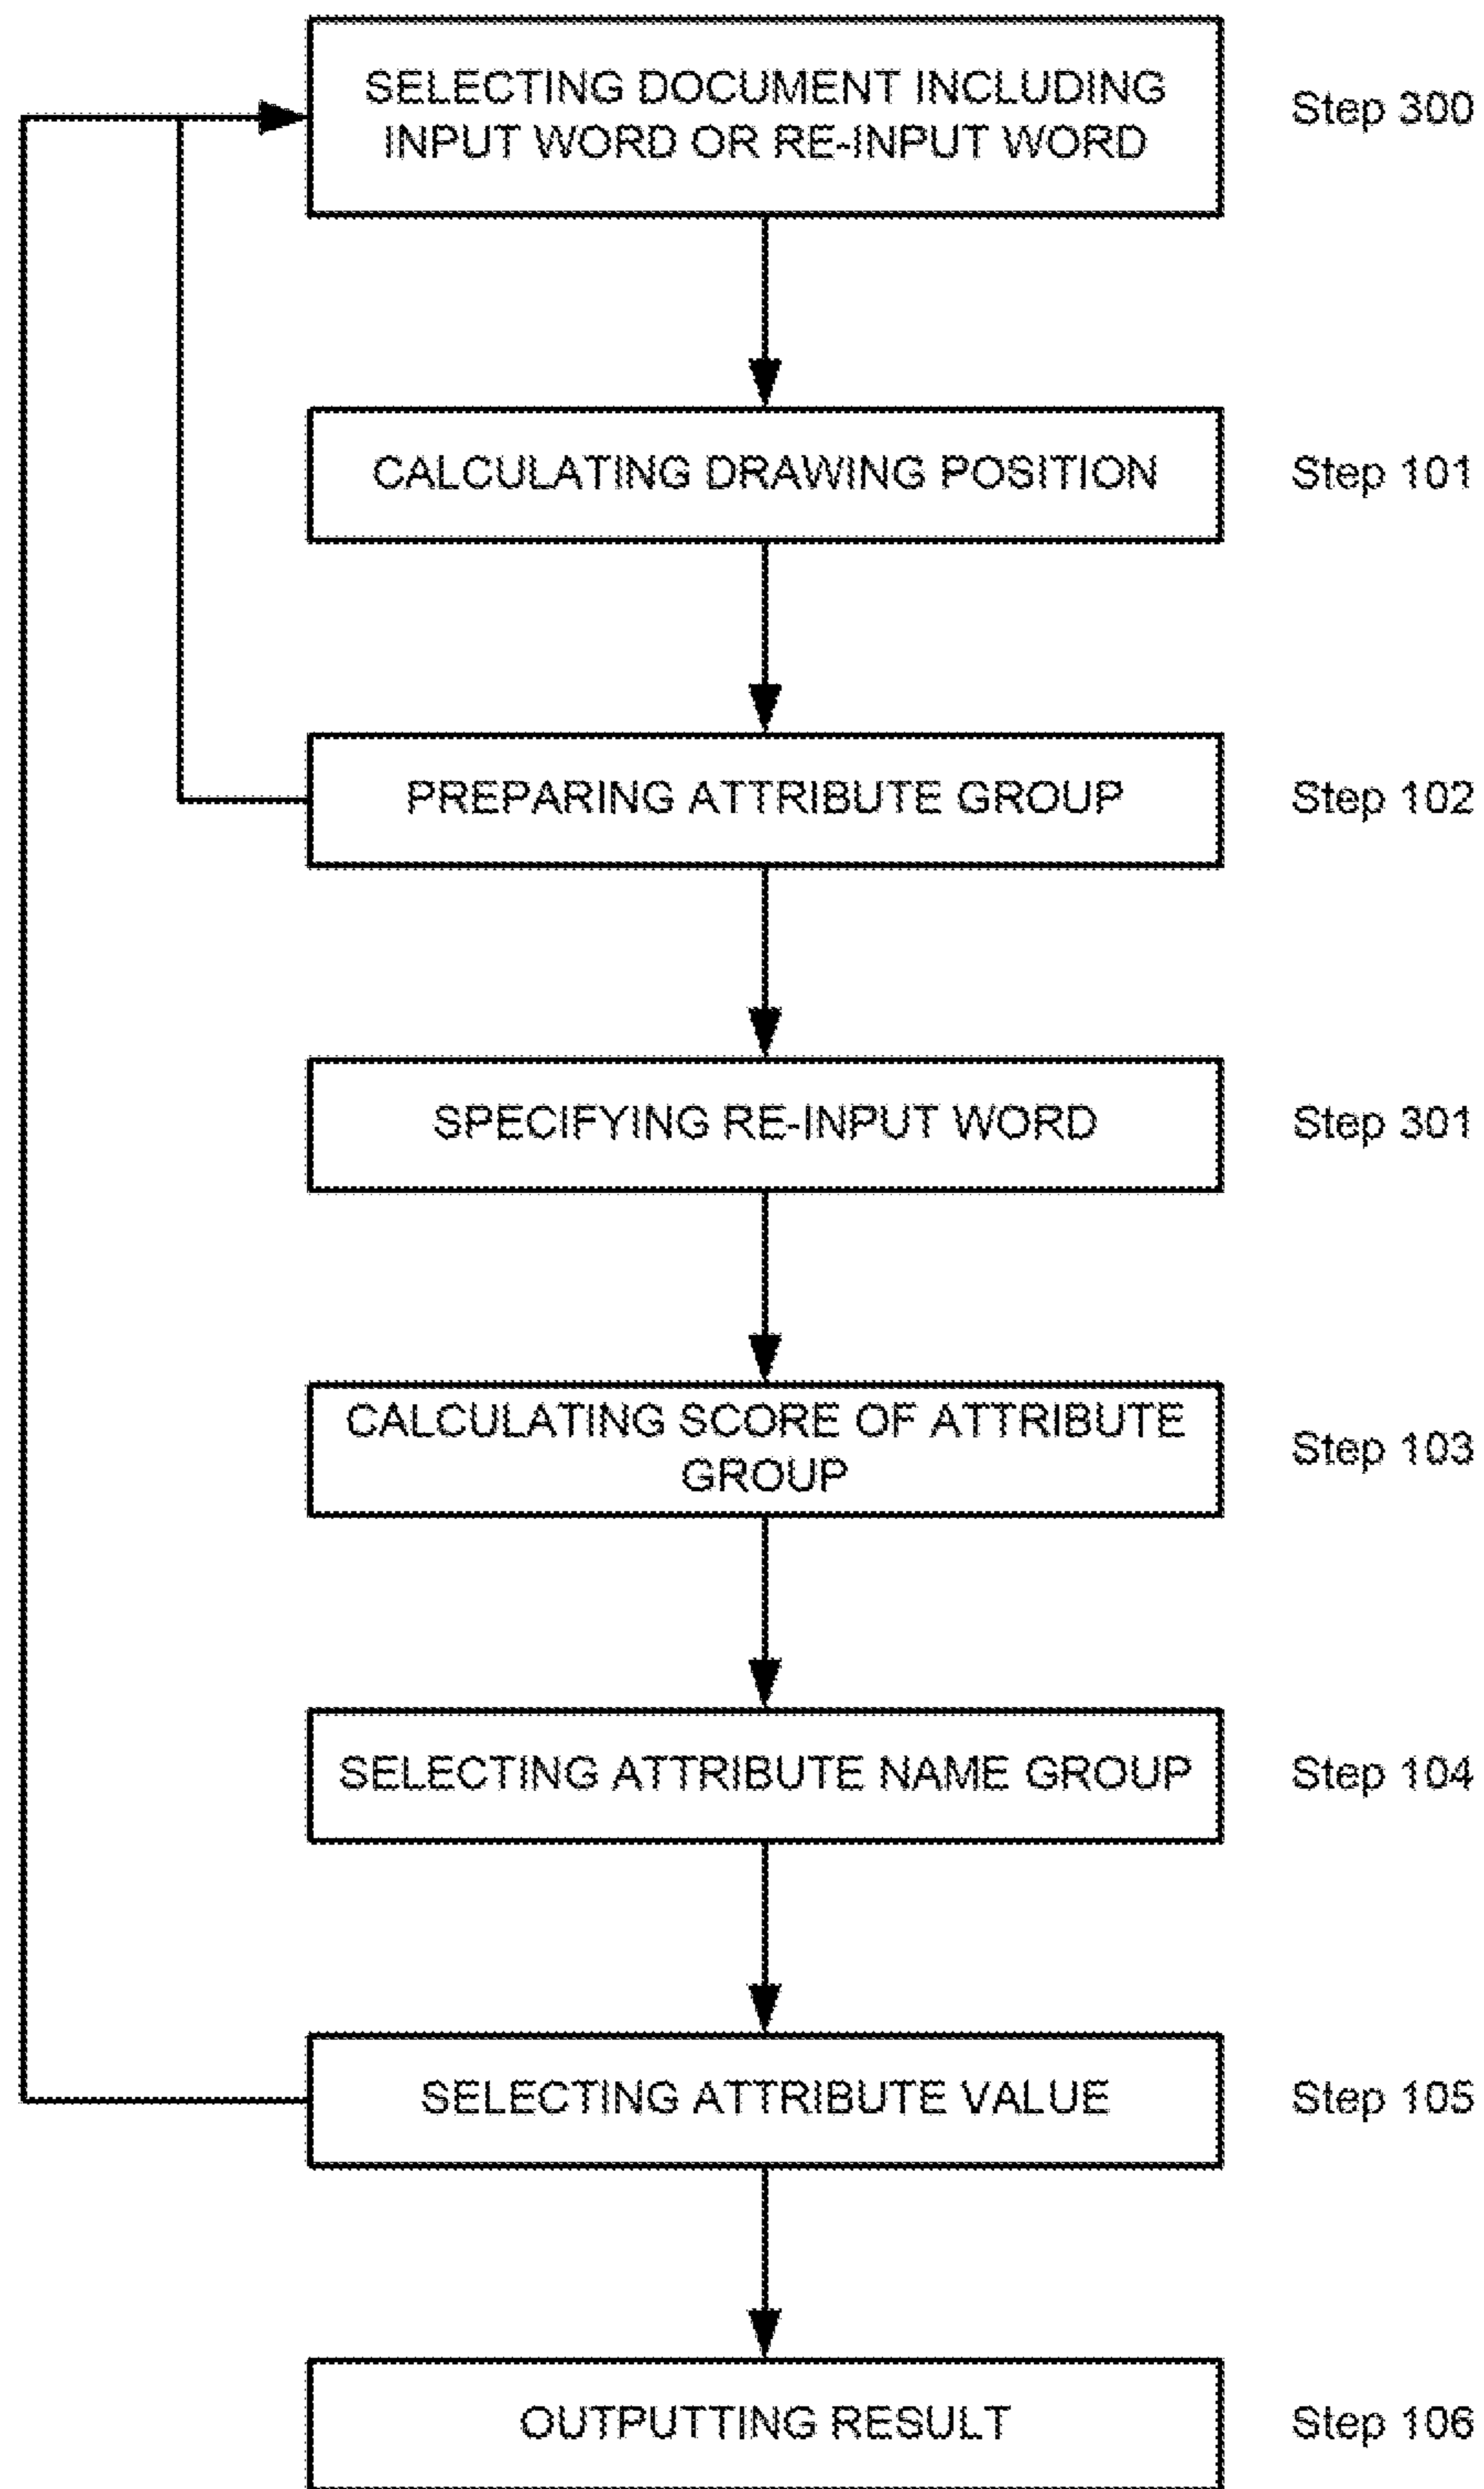 SELECTING DOCUMENT INCLUDING
INPUT WORD OR RE-INPUT WORD
Step 300
CALCULATING DRAWING POSITION
Step 101
PREPARING ATTRIBUTE GROUP
Step 102
SPECIFYING RE-INPUT WORD
Step 301
CALCULATING SCORE OF ATTRIBUTE
GROUP
Step 103
SELECTING ATTRIBUTE NAME GROUP
Step 104
SELECTING ATTRIBUTE VALUE
Step 105
OUTPUTTING RESULT
Step 106